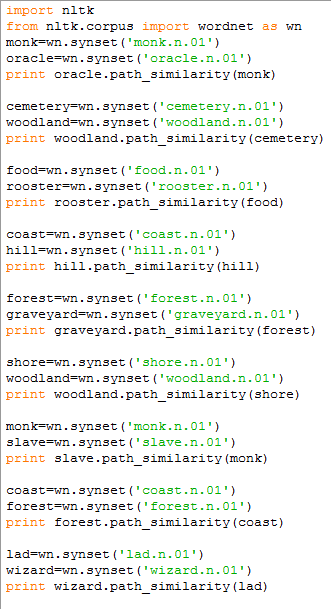 import nltk
from nltk.corpus import wordnet as wn
monk=wn.synset('monk.n.01')
oracle=wn.synset('oracle.n.01')
print oracle.path_similarity(monk)

cemetery=wn.synset('cemetery.n.01')
woodland=wn.synset('woodland.n.01')
print woodland.path_similarity(cemetery)

food=wn.synset('food.n.01')
rooster=wn.synset('rooster.n.01')
print rooster.path_similarity(food)

coast=wn.synset('coast.n.01')
hill=wn.synset('hill.n.01')
print hill.path_similarity(hill)

forest=wn.synset('forest.n.01')
graveyard=wn.synset('graveyard.n.01')
print graveyard.path_similarity(forest)

shore=wn.synset('shore.n.01')
woodland=wn.synset('woodland.n.01')
print woodland.path_similarity(shore)

monk=wn.synset('monk.n.01')
slave=wn.synset('slave.n.01')
print slave.path_similarity(monk)

coast=wn.synset('coast.n.01')
forest=wn.synset('forest.n.01')
print forest.path_similarity(coast)

lad=wn.synset('lad.n.01')
wizard=wn.synset('wizard.n.01')
print wizard.path_similarity(lad)